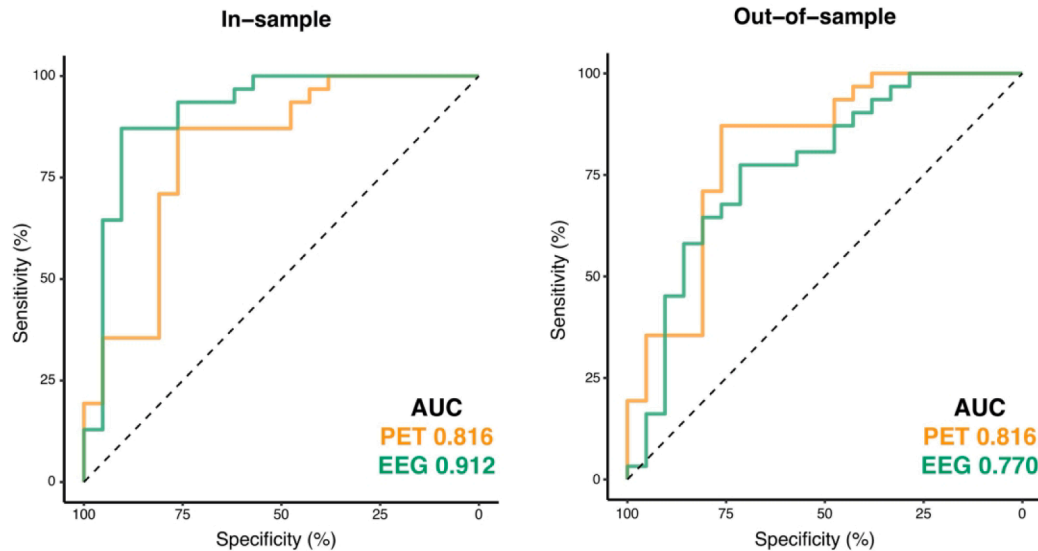 In−sample
Sensitivity (%)
100
75
50
25
0
AUC
PET 0.816
EEG 0.912
100
75
50
25
0
Specificity (%)
Out−of−sample
Sensitivity (%)
100
75
50
25
0
AUC
PET 0.816
EEG 0.770
100
75
50
25
0
Specificity (%)